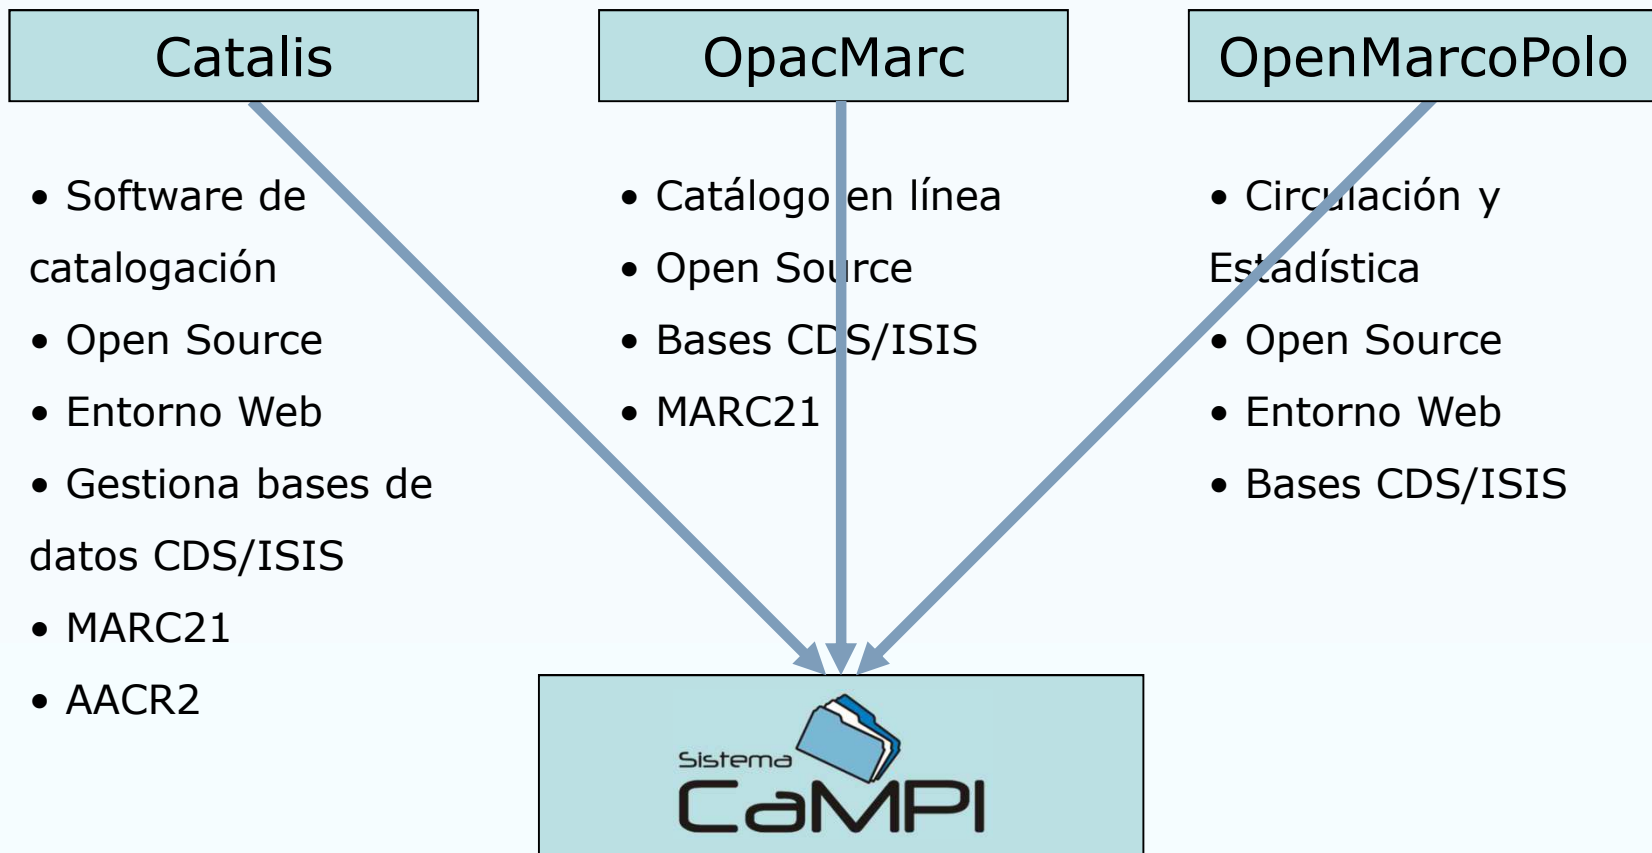 Catalis
• Software de
catalogación
• Open Source
• Entorno Web
• Gestiona bases de
datos CDS/ISIS
• MARC21
• AACR2
OpacMarc
• Catálogo en línea
• Open Source
• Bases CDS/ISIS
• MARC21
OpenMarcoPolo
• Circulación y
Estadística
• Open Source
• Entorno Web
• Bases CDS/ISIS
Sistema
CaMPI